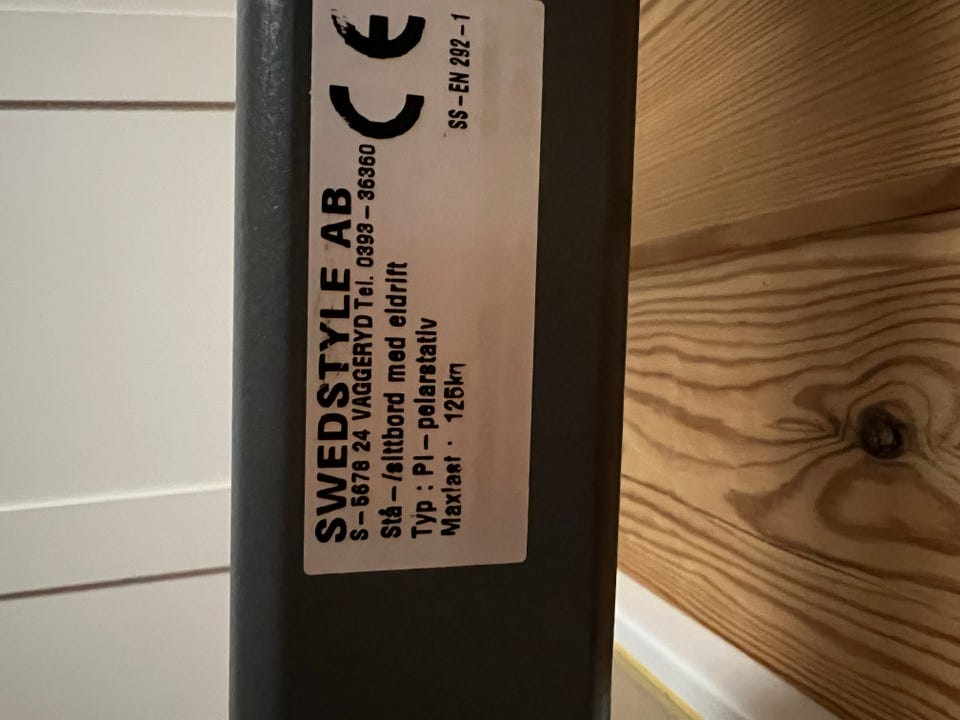 SWEDSTYLE AB
S-5678 24 VAGGERYD Tel. 0393-36360
Stå-/sittbord med eldrift
Typ : PI-pelarstativ
Maxlast : 125kg
CE
SS-EN 292-1